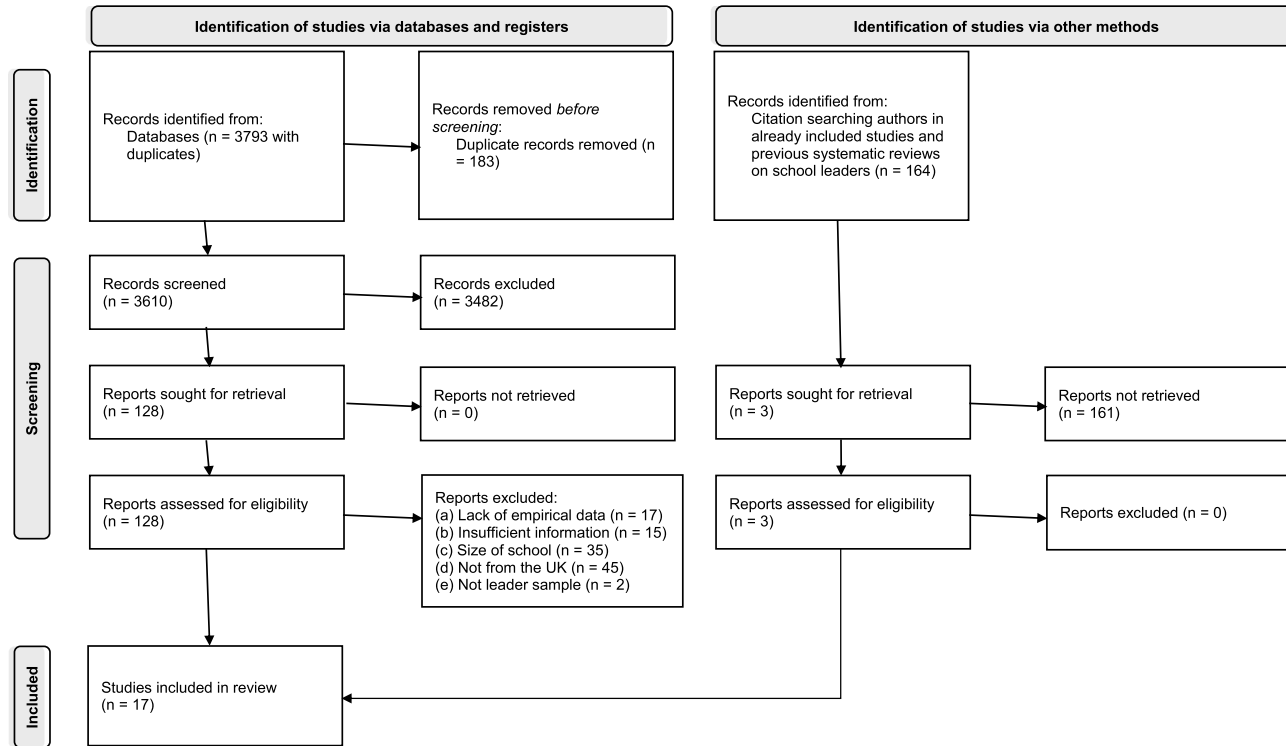 Identification of studies via databases and registers
Identification of studies via other methods
Identification
Records identified from:
Databases (n = 3793 with
duplicates)
Records removed before
screening:
Duplicate records removed (n
= 183)
Records identified from:
Citation searching authors in
already included studies and
previous systematic reviews
on school leaders (n = 164)
Screening
Records screened
(n = 3610)
Records excluded
(n = 3482)
Reports sought for retrieval
(n = 128)
Reports not retrieved
(n = 0)
Reports sought for retrieval
(n = 3)
Reports not retrieved
(n = 161)
Reports assessed for eligibility
(n = 128)
Reports excluded:
(a) Lack of empirical data (n = 17)
(b) Insufficient information (n = 15)
(c) Size of school (n = 35)
(d) Not from the UK (n = 45)
(e) Not leader sample (n = 2)
Reports assessed for eligibility
(n = 3)
Reports excluded (n = 0)
Included
Studies included in review
(n = 17)